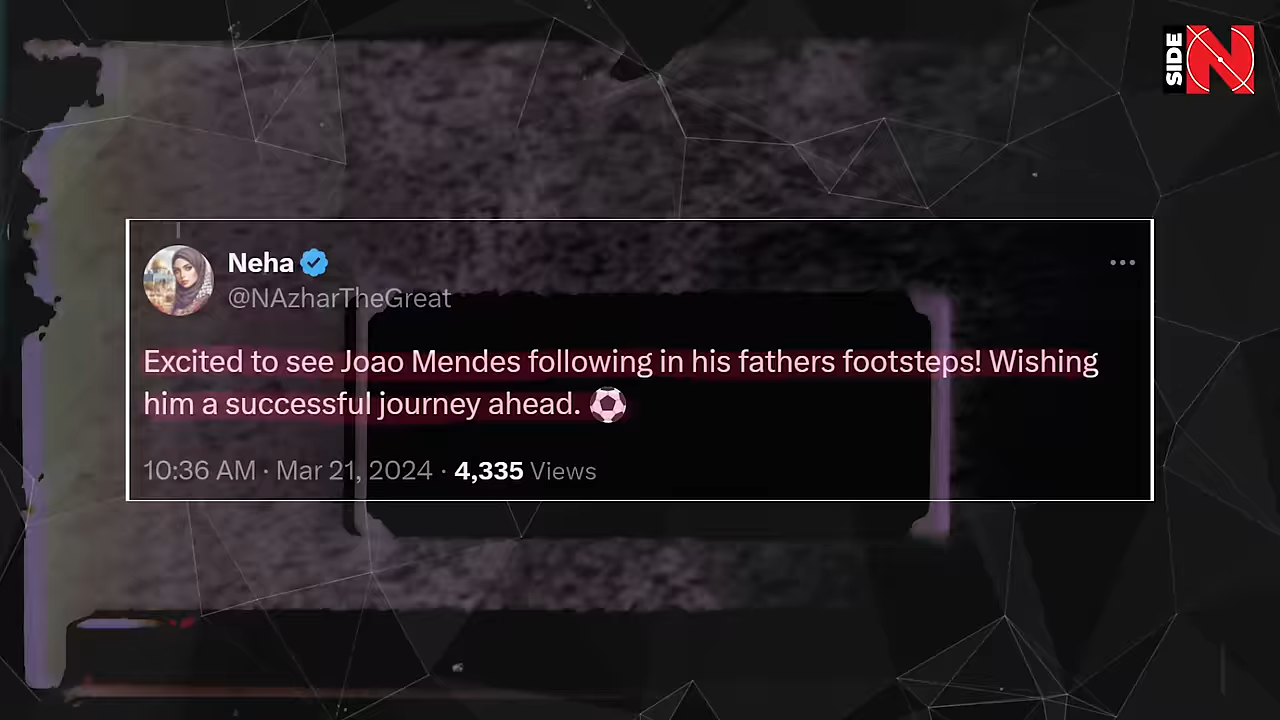 SIDE
N
Neha
@NAzharTheGreat
Excited to see Joao Mendes following in his fathers footsteps! Wishing
him a successful journey ahead. ⚽
10:36 AM · Mar 21, 2024 · 4,335 Views